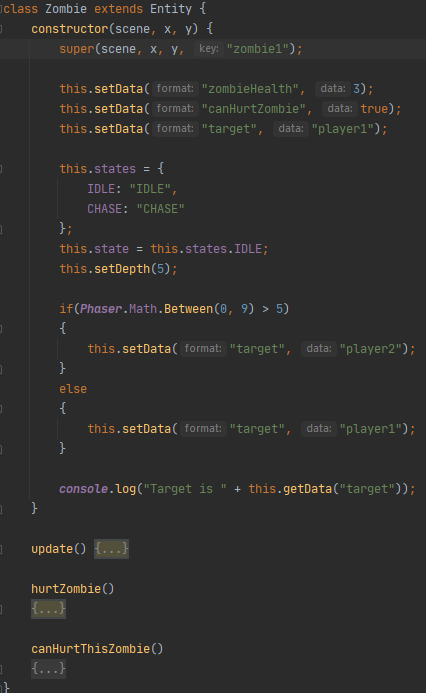 class Zombie extends Entity {
constructor(scene, x, y) {
super(scene, x, y, key: "zombie1");
this.setData( format: "zombieHealth", data: 3);
this.setData( format: "canHurtZombie", data: true);
this.setData( format: "target", data: "player1");
this.states = {
IDLE: "IDLE",
CHASE: "CHASE"
};
this.state = this.states.IDLE;
this.setDepth(5);
if(Phaser.Math.Between(0, 9) > 5)
{
this.setData( format: "target", data: "player2");
}
else
{
this.setData( format: "target", data: "player1");
}
console.log("Target is " + this.getData("target"));
}
update() {...}
hurtZombie()
{...}
canHurtThisZombie()
{...}
}